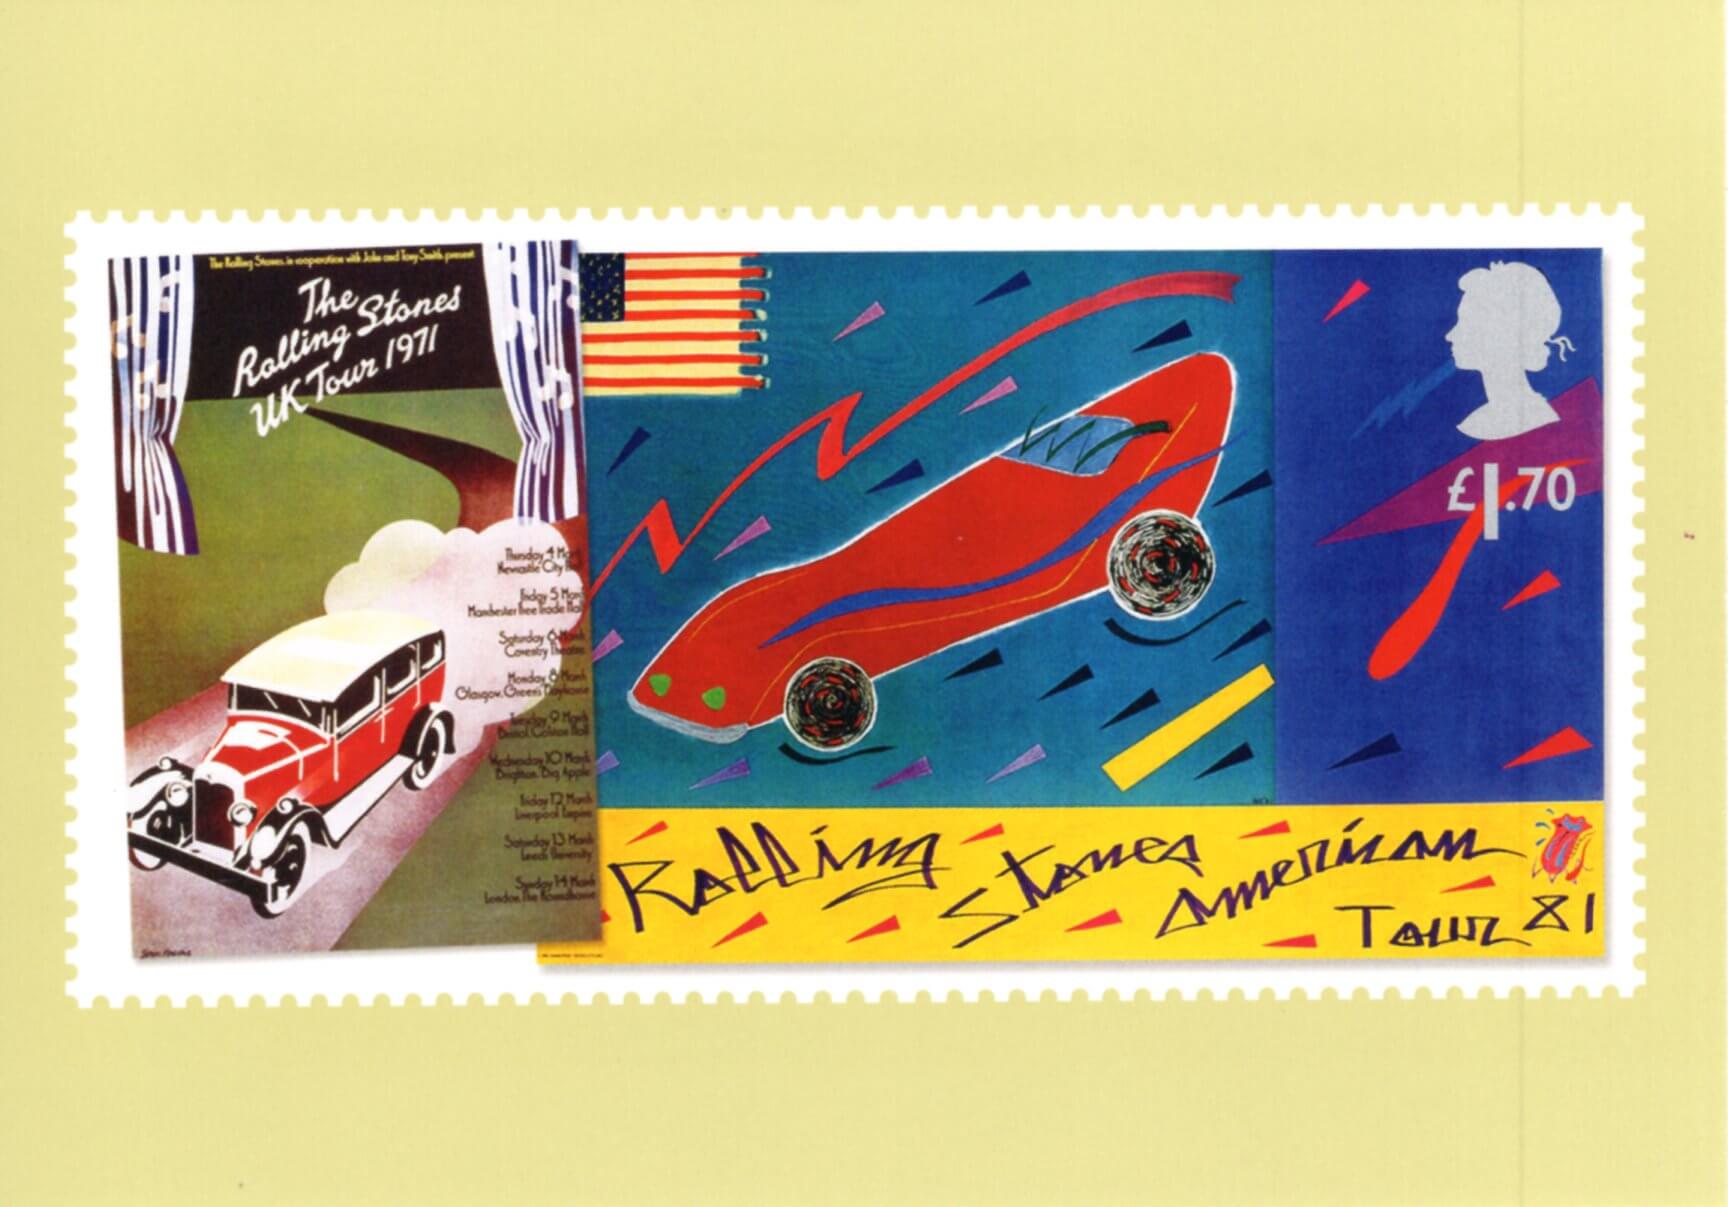 The Rolling Stones in cooperation with John and Tony Smith present
The
Rolling Stones
UK Tour 1971
Thursday 4 March
Newcastle City
Friday 5 March
Manchester Free Trade Hall
Saturday 6 March
Coventry Theatre
Monday 8 March
Glasgow, Green's Playhouse
Tuesday 9 March
Bristol, Colston Hall
Wednesday 10 March
Brighton, Big Apple
Friday 12 March
Liverpool Empire
Saturday 13 March
Leeds University
Sunday 14 March
London, The Roundhouse
£1.70
Rolling Stones American
Tour 81